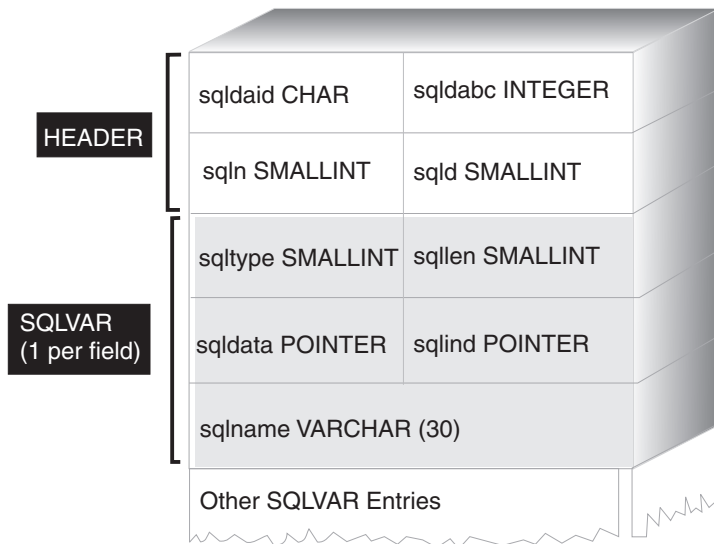 HEADER
sqldaid CHAR
sqldabc INTEGER
sqln SMALLINT
sqld SMALLINT
SQLVAR
(1 per field)
sqltype SMALLINT
sqllen SMALLINT
sqldata POINTER
sqlind POINTER
sqlname VARCHAR (30)
Other SQLVAR Entries